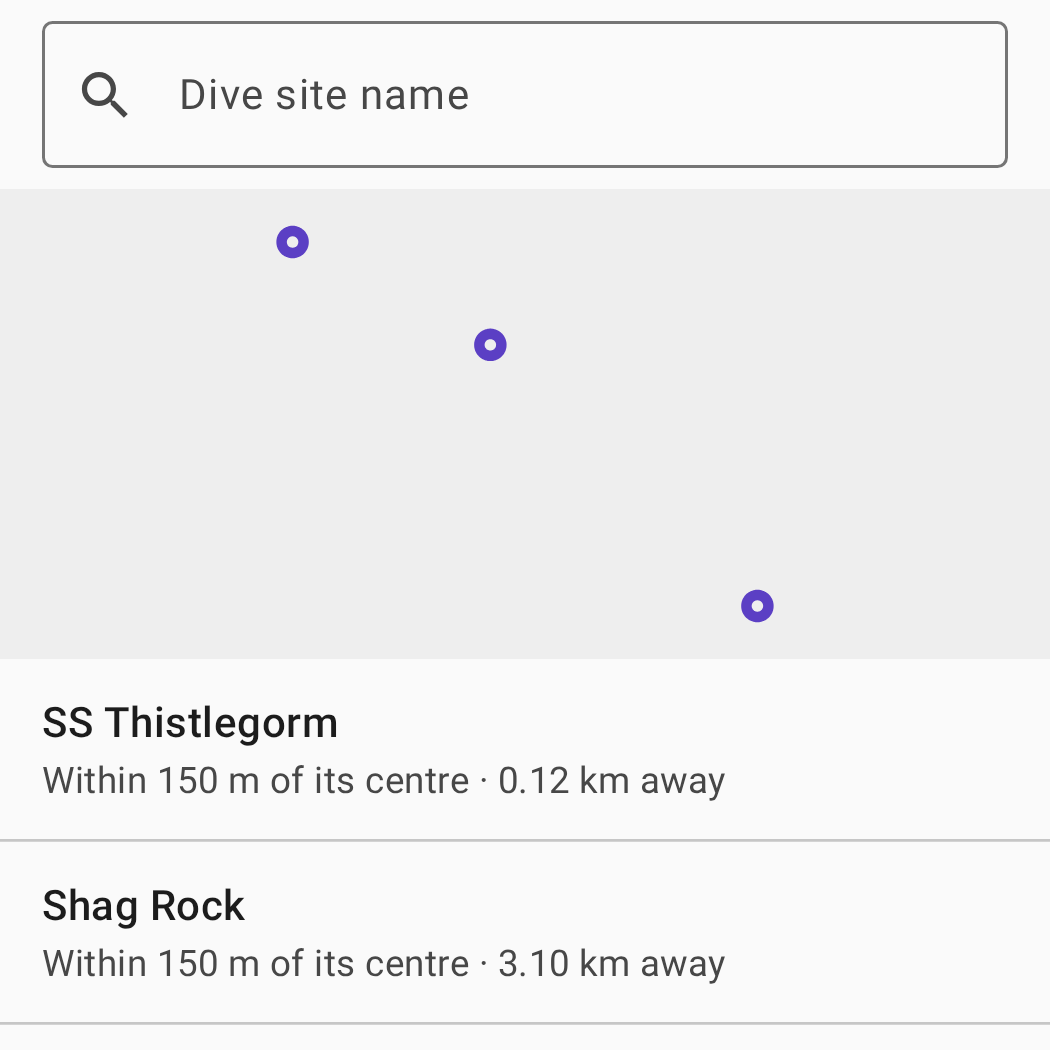 Dive site name
SS Thistlegorm
Within 150 m of its centre · 0.12 km away
Shag Rock
Within 150 m of its centre · 3.10 km away